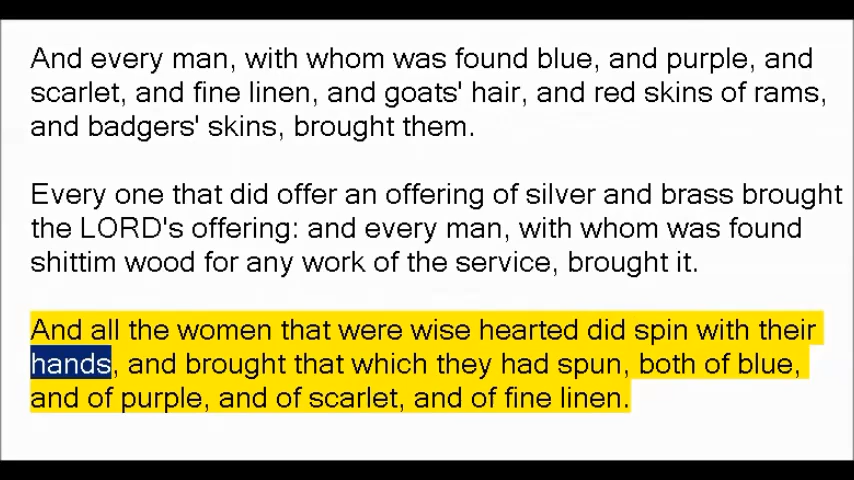 And every man, with whom was found blue, and purple, and
scarlet, and fine linen, and goats' hair, and red skins of rams,
and badgers' skins, brought them.
Every one that did offer an offering of silver and brass brought
the LORD's offering: and every man, with whom was found
shittim wood for any work of the service, brought it.
And all the women that were wise hearted did spin with their
hands, and brought that which they had spun, both of blue,
and of purple, and of scarlet, and of fine linen.